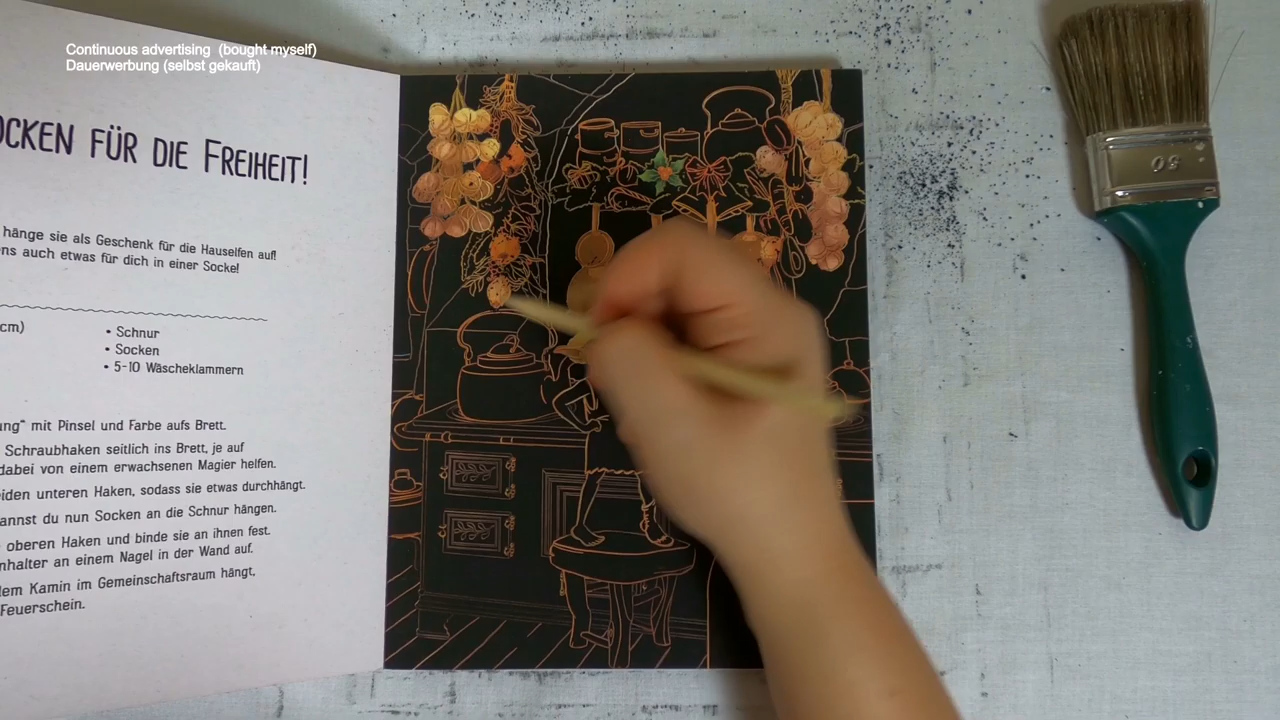 Continuous advertising (bought myself)
Dauerwerbung (selbst gekauft)
OCKEN FÜR DIE FREIHEIT!
hänge sie als Geschenk für die Hauselfen auf!
ns auch etwas für dich in einer Socke!
cm)
• Schnur
• Socken
• 5-10 Wäscheklammern
ung" mit Pinsel und Farbe aufs Brett.
Schraubhaken seitlich ins Brett, je auf
dabei von einem erwachsenen Magier helfen.
eiden unteren Haken, sodass sie etwas durchhängt.
annst du nun Socken an die Schnur hängen.
oberen Haken und binde sie an ihnen fest.
nhalter an einem Nagel in der Wand auf.
dem Kamin im Gemeinschaftsraum hängt,
Feuerschein.
50